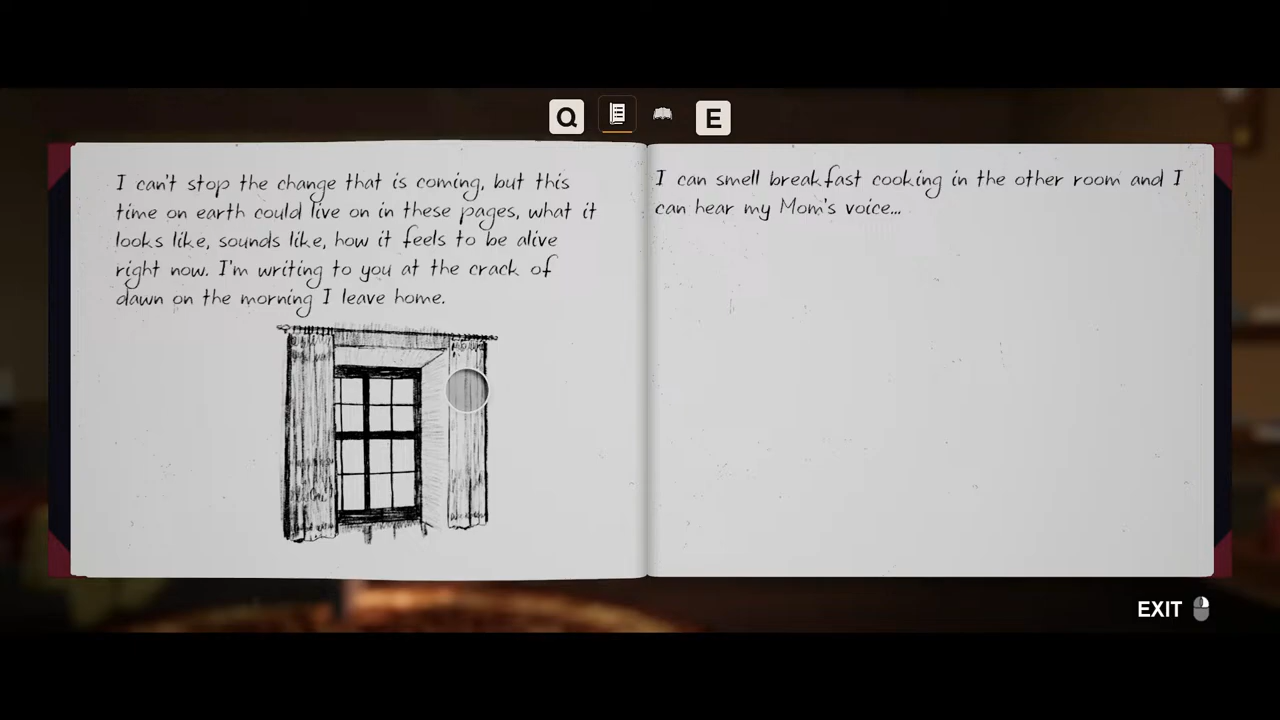 Q
E
I can't stop the change that is coming, but this
time on earth could live on in these pages, what it
looks like, sounds like, how it feels to be alive
right now. I'm writing to you at the crack of
dawn on the morning I leave home.
I can smell breakfast cooking in the other room and I
can hear my Mom's voice...
EXIT